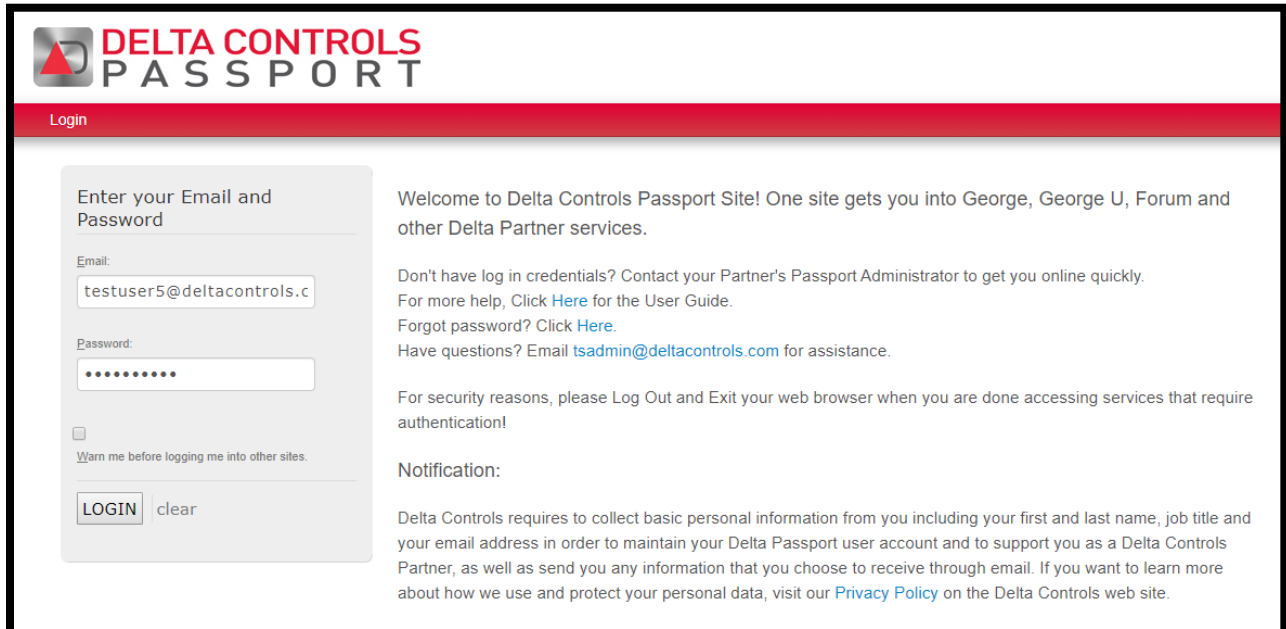 DELTA CONTROLS
PASSPORT
Login
Enter your Email and
Password
Email:
testuser5@deltacontrols.c
Password:
••••••••••
Warn me before logging me into other sites.
LOGIN clear
Welcome to Delta Controls Passport Site! One site gets you into George, George U, Forum and
other Delta Partner services.
Don't have log in credentials? Contact your Partner's Passport Administrator to get you online quickly.
For more help, Click Here for the User Guide.
Forgot password? Click Here.
Have questions? Email tsadmin@deltacontrols.com for assistance.
For security reasons, please Log Out and Exit your web browser when you are done accessing services that require
authentication!
Notification:
Delta Controls requires to collect basic personal information from you including your first and last name, job title and
your email address in order to maintain your Delta Passport user account and to support you as a Delta Controls
Partner, as well as send you any information that you choose to receive through email. If you want to learn more
about how we use and protect your personal data, visit our Privacy Policy on the Delta Controls web site.